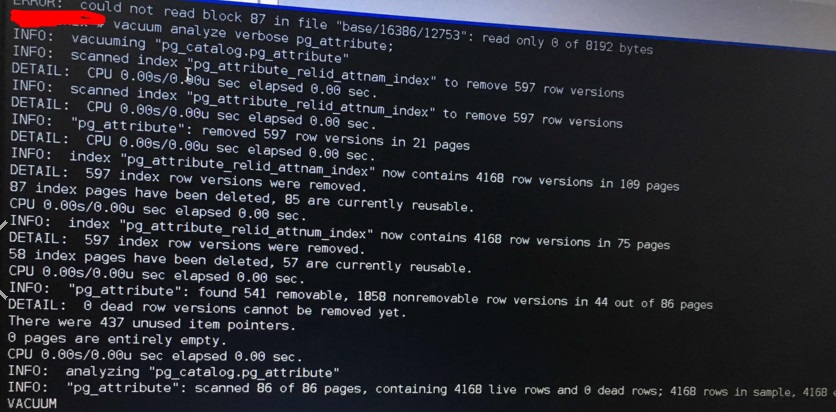 ERROR: could not read block 87 in file "base/16386/12753": read only 0 of 8192 bytes
# vacuum analyze verbose pg_attribute;
INFO: vacuuming "pg_catalog.pg_attribute"
INFO: scanned index "pg_attribute_relid_attnam_index" to remove 597 row versions
DETAIL: CPU 0.00s/0.00u sec elapsed 0.00 sec.
INFO: scanned index "pg_attribute_relid_attnum_index" to remove 597 row versions
DETAIL: CPU 0.00s/0.00u sec elapsed 0.00 sec.
INFO: "pg_attribute": removed 597 row versions in 21 pages
DETAIL: CPU 0.00s/0.00u sec elapsed 0.00 sec.
INFO: index "pg_attribute_relid_attnam_index" now contains 4168 row versions in 109 pages
DETAIL: 597 index row versions were removed.
87 index pages have been deleted, 85 are currently reusable.
CPU 0.00s/0.00u sec elapsed 0.00 sec.
INFO: index "pg_attribute_relid_attnum_index" now contains 4168 row versions in 75 pages
DETAIL: 597 index row versions were removed.
58 index pages have been deleted, 57 are currently reusable.
CPU 0.00s/0.00u sec elapsed 0.00 sec.
INFO: "pg_attribute": found 541 removable, 1858 nonremovable row versions in 44 out of 86 pages
DETAIL: 0 dead row versions cannot be removed yet.
There were 437 unused item pointers.
0 pages are entirely empty.
CPU 0.00s/0.00u sec elapsed 0.00 sec.
INFO: analyzing "pg_catalog.pg_attribute"
INFO: "pg_attribute": scanned 86 of 86 pages, containing 4168 live rows and 0 dead rows; 4168 rows in sample, 4168
VACUUM